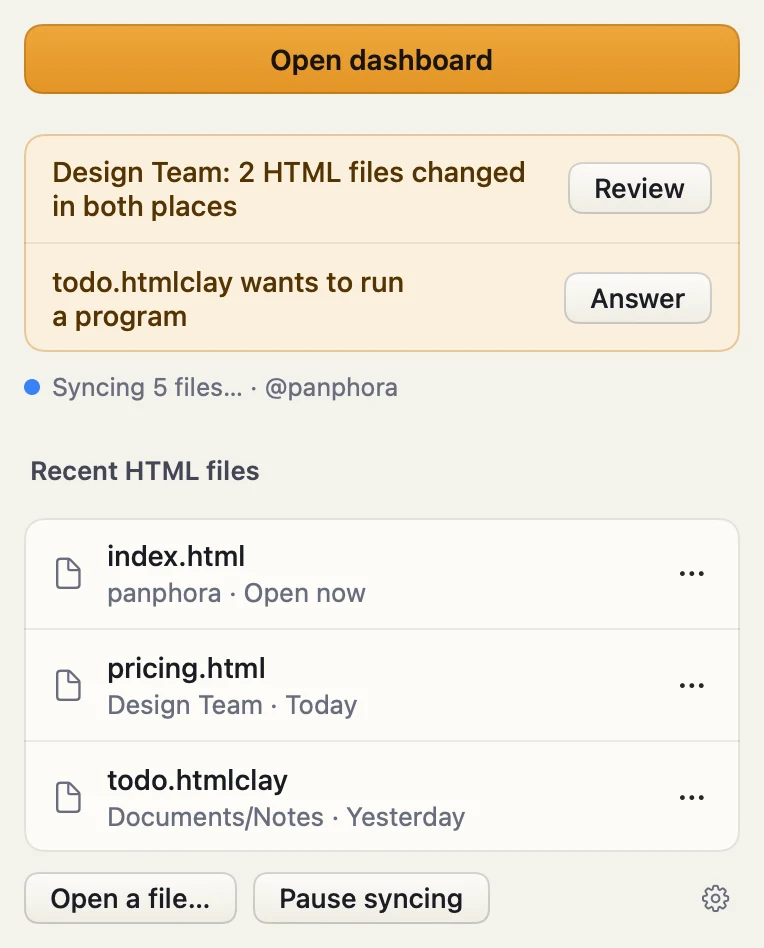 Open dashboard
Design Team: 2 HTML files changed
in both places
Review
todo.htmlclay wants to run
a program
Answer
Syncing 5 files... · @panphora
Recent HTML files
index.html
panphora · Open now
pricing.html
Design Team · Today
todo.htmlclay
Documents/Notes · Yesterday
Open a file...
Pause syncing